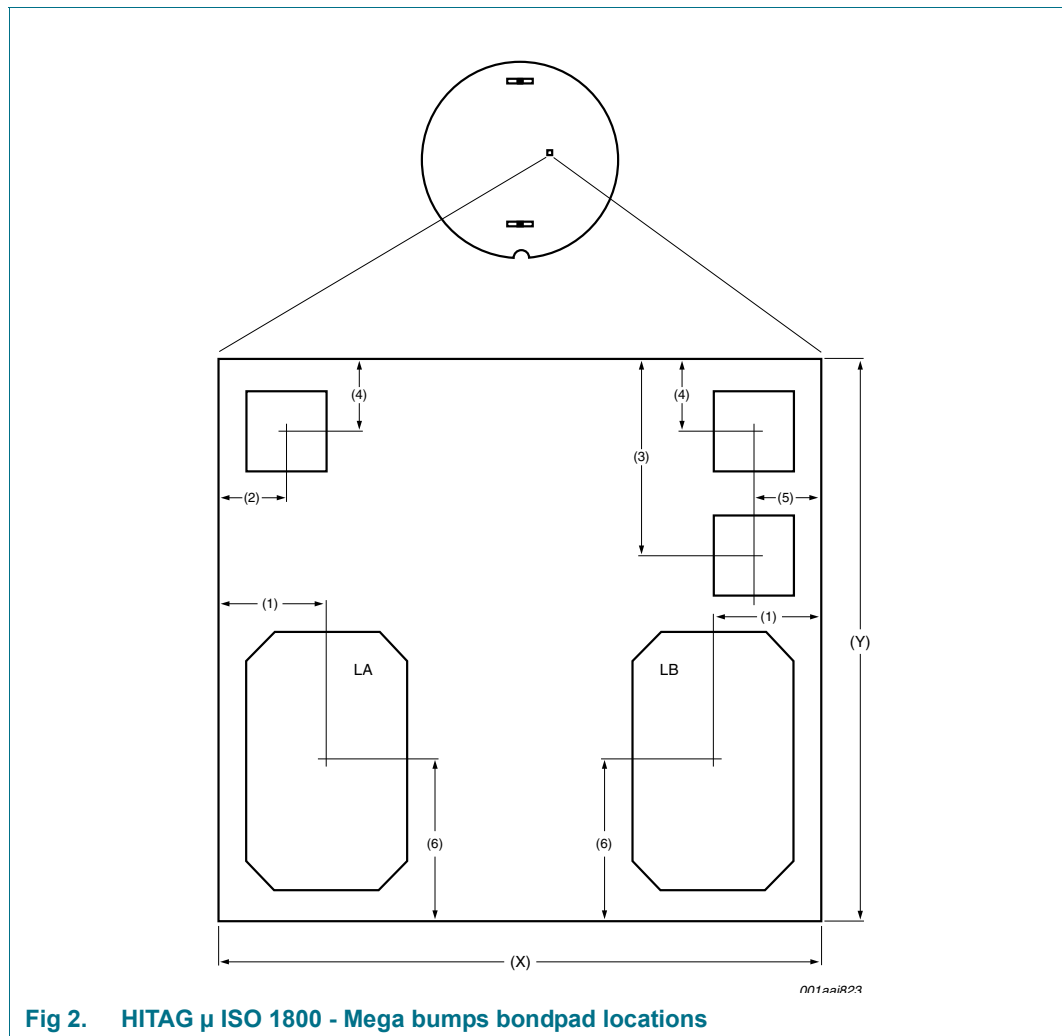 (4)
(4)
(3)
(2)
(5)
(1)
(1)
(Y)
LA
LB
(6)
(6)
(X)
001aaj823
Fig 2. HITAG μ ISO 1800 - Mega bumps bondpad locations